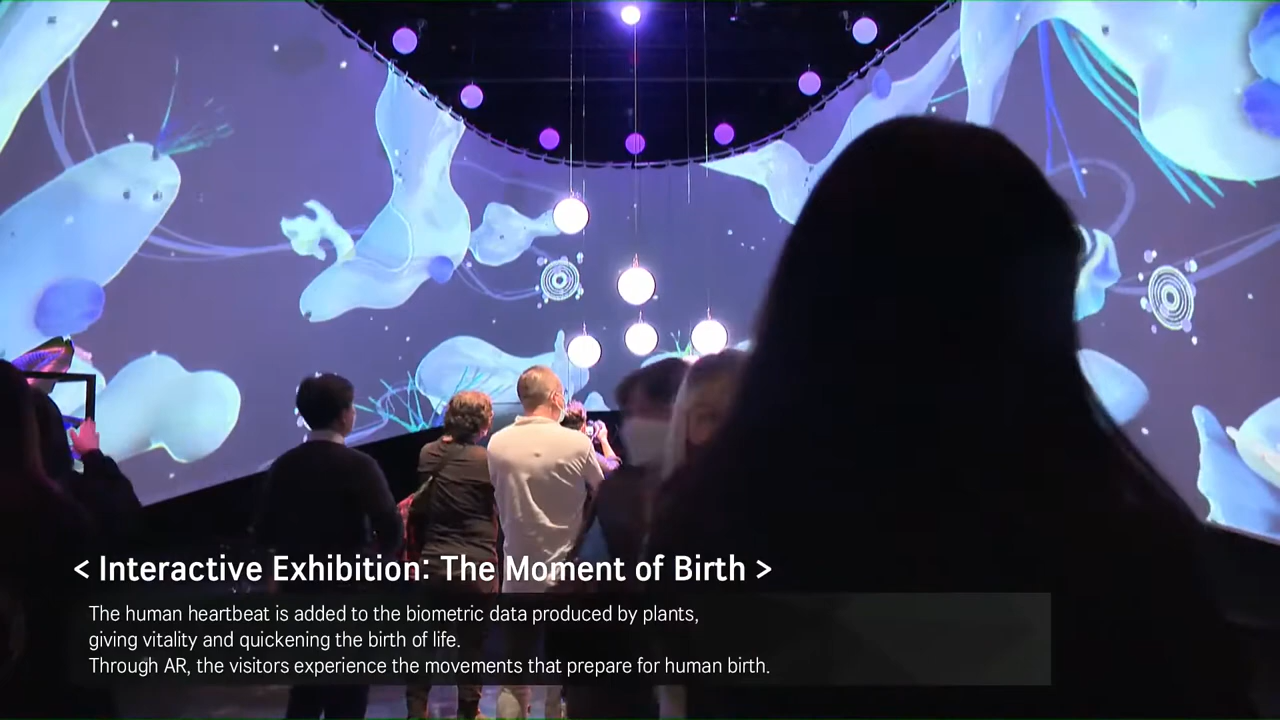 < Interactive Exhibition: The Moment of Birth >
The human heartbeat is added to the biometric data produced by plants,
giving vitality and quickening the birth of life.
Through AR, the visitors experience the movements that prepare for human birth.